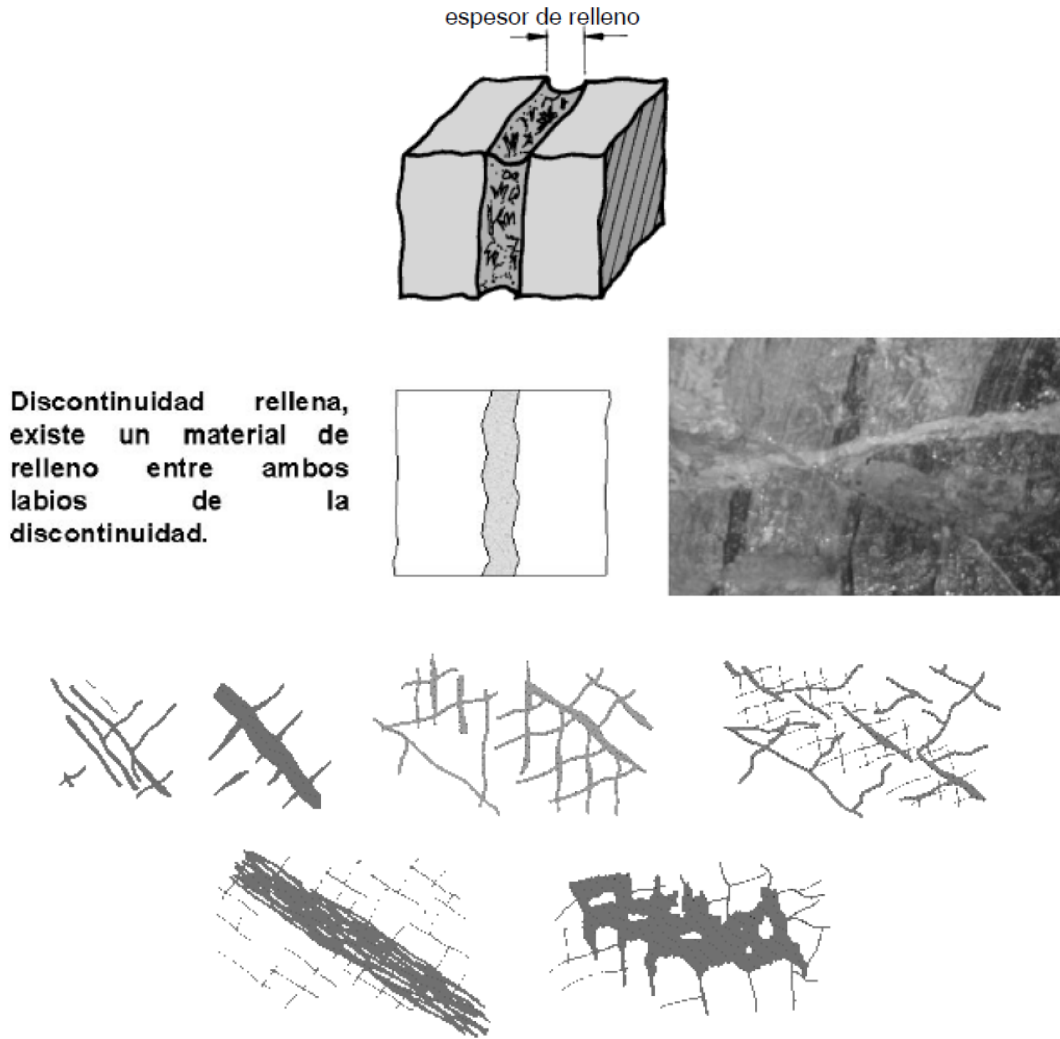 espesor de relleno
Discontinuidad rellena,
existe un material de
relleno entre ambos
labios de la
discontinuidad.